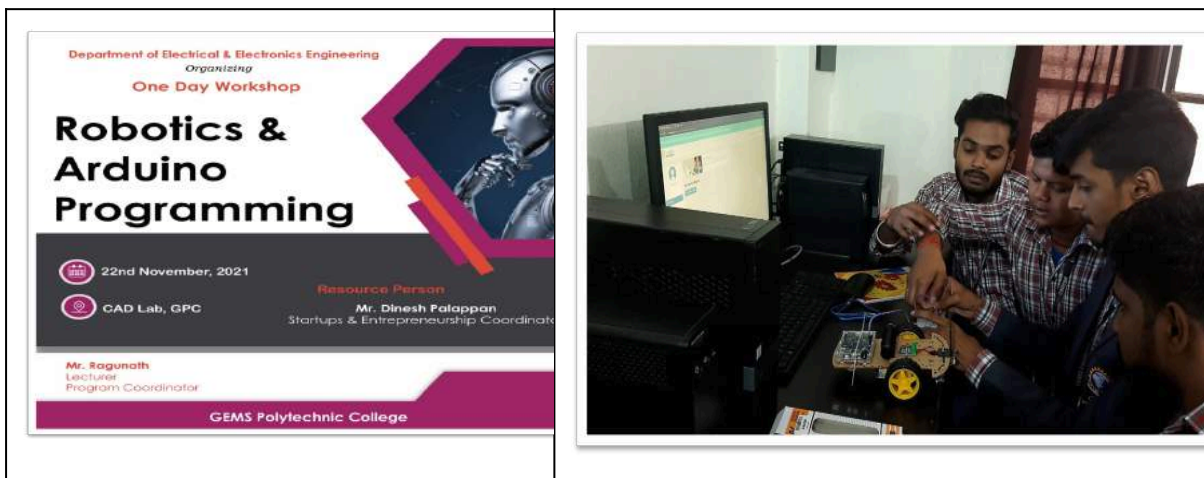 Department of Electrical & Electronics Engineering
Organizing
One Day Workshop
Robotics &
Arduino
Programming
22nd November, 2021
CAD Lab, GPC
Resource Person
Mr. Dinesh Palappan
Startups & Entrepreneurship Coordinato
Mr. Ragunath
Lecturer
Program Coordinator
GEMS Polytechnic College